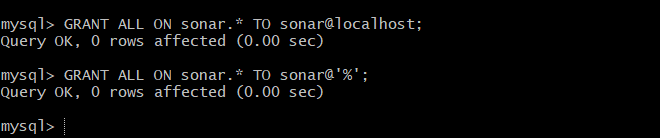 mysql> GRANT ALL ON sonar.* TO sonar@localhost;
Query OK, 0 rows affected (0.00 sec)
mysql> GRANT ALL ON sonar.* TO sonar@'%';
Query OK, 0 rows affected (0.00 sec)
mysql>